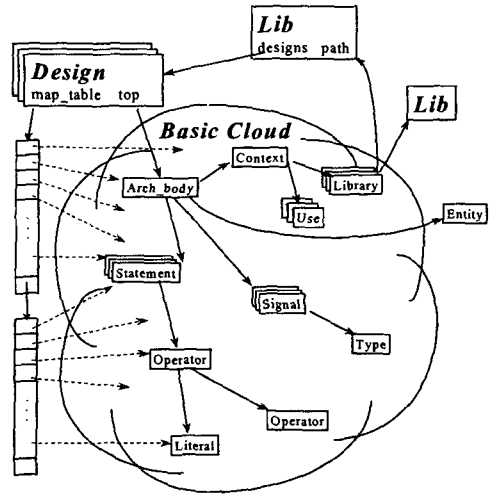 Lib
designs path
Design
map_table top
Lib
Basic Cloud
Context
Arch_body
Library
Use
Entity
Statement
Signal
Type
Operator
Operator
Literal